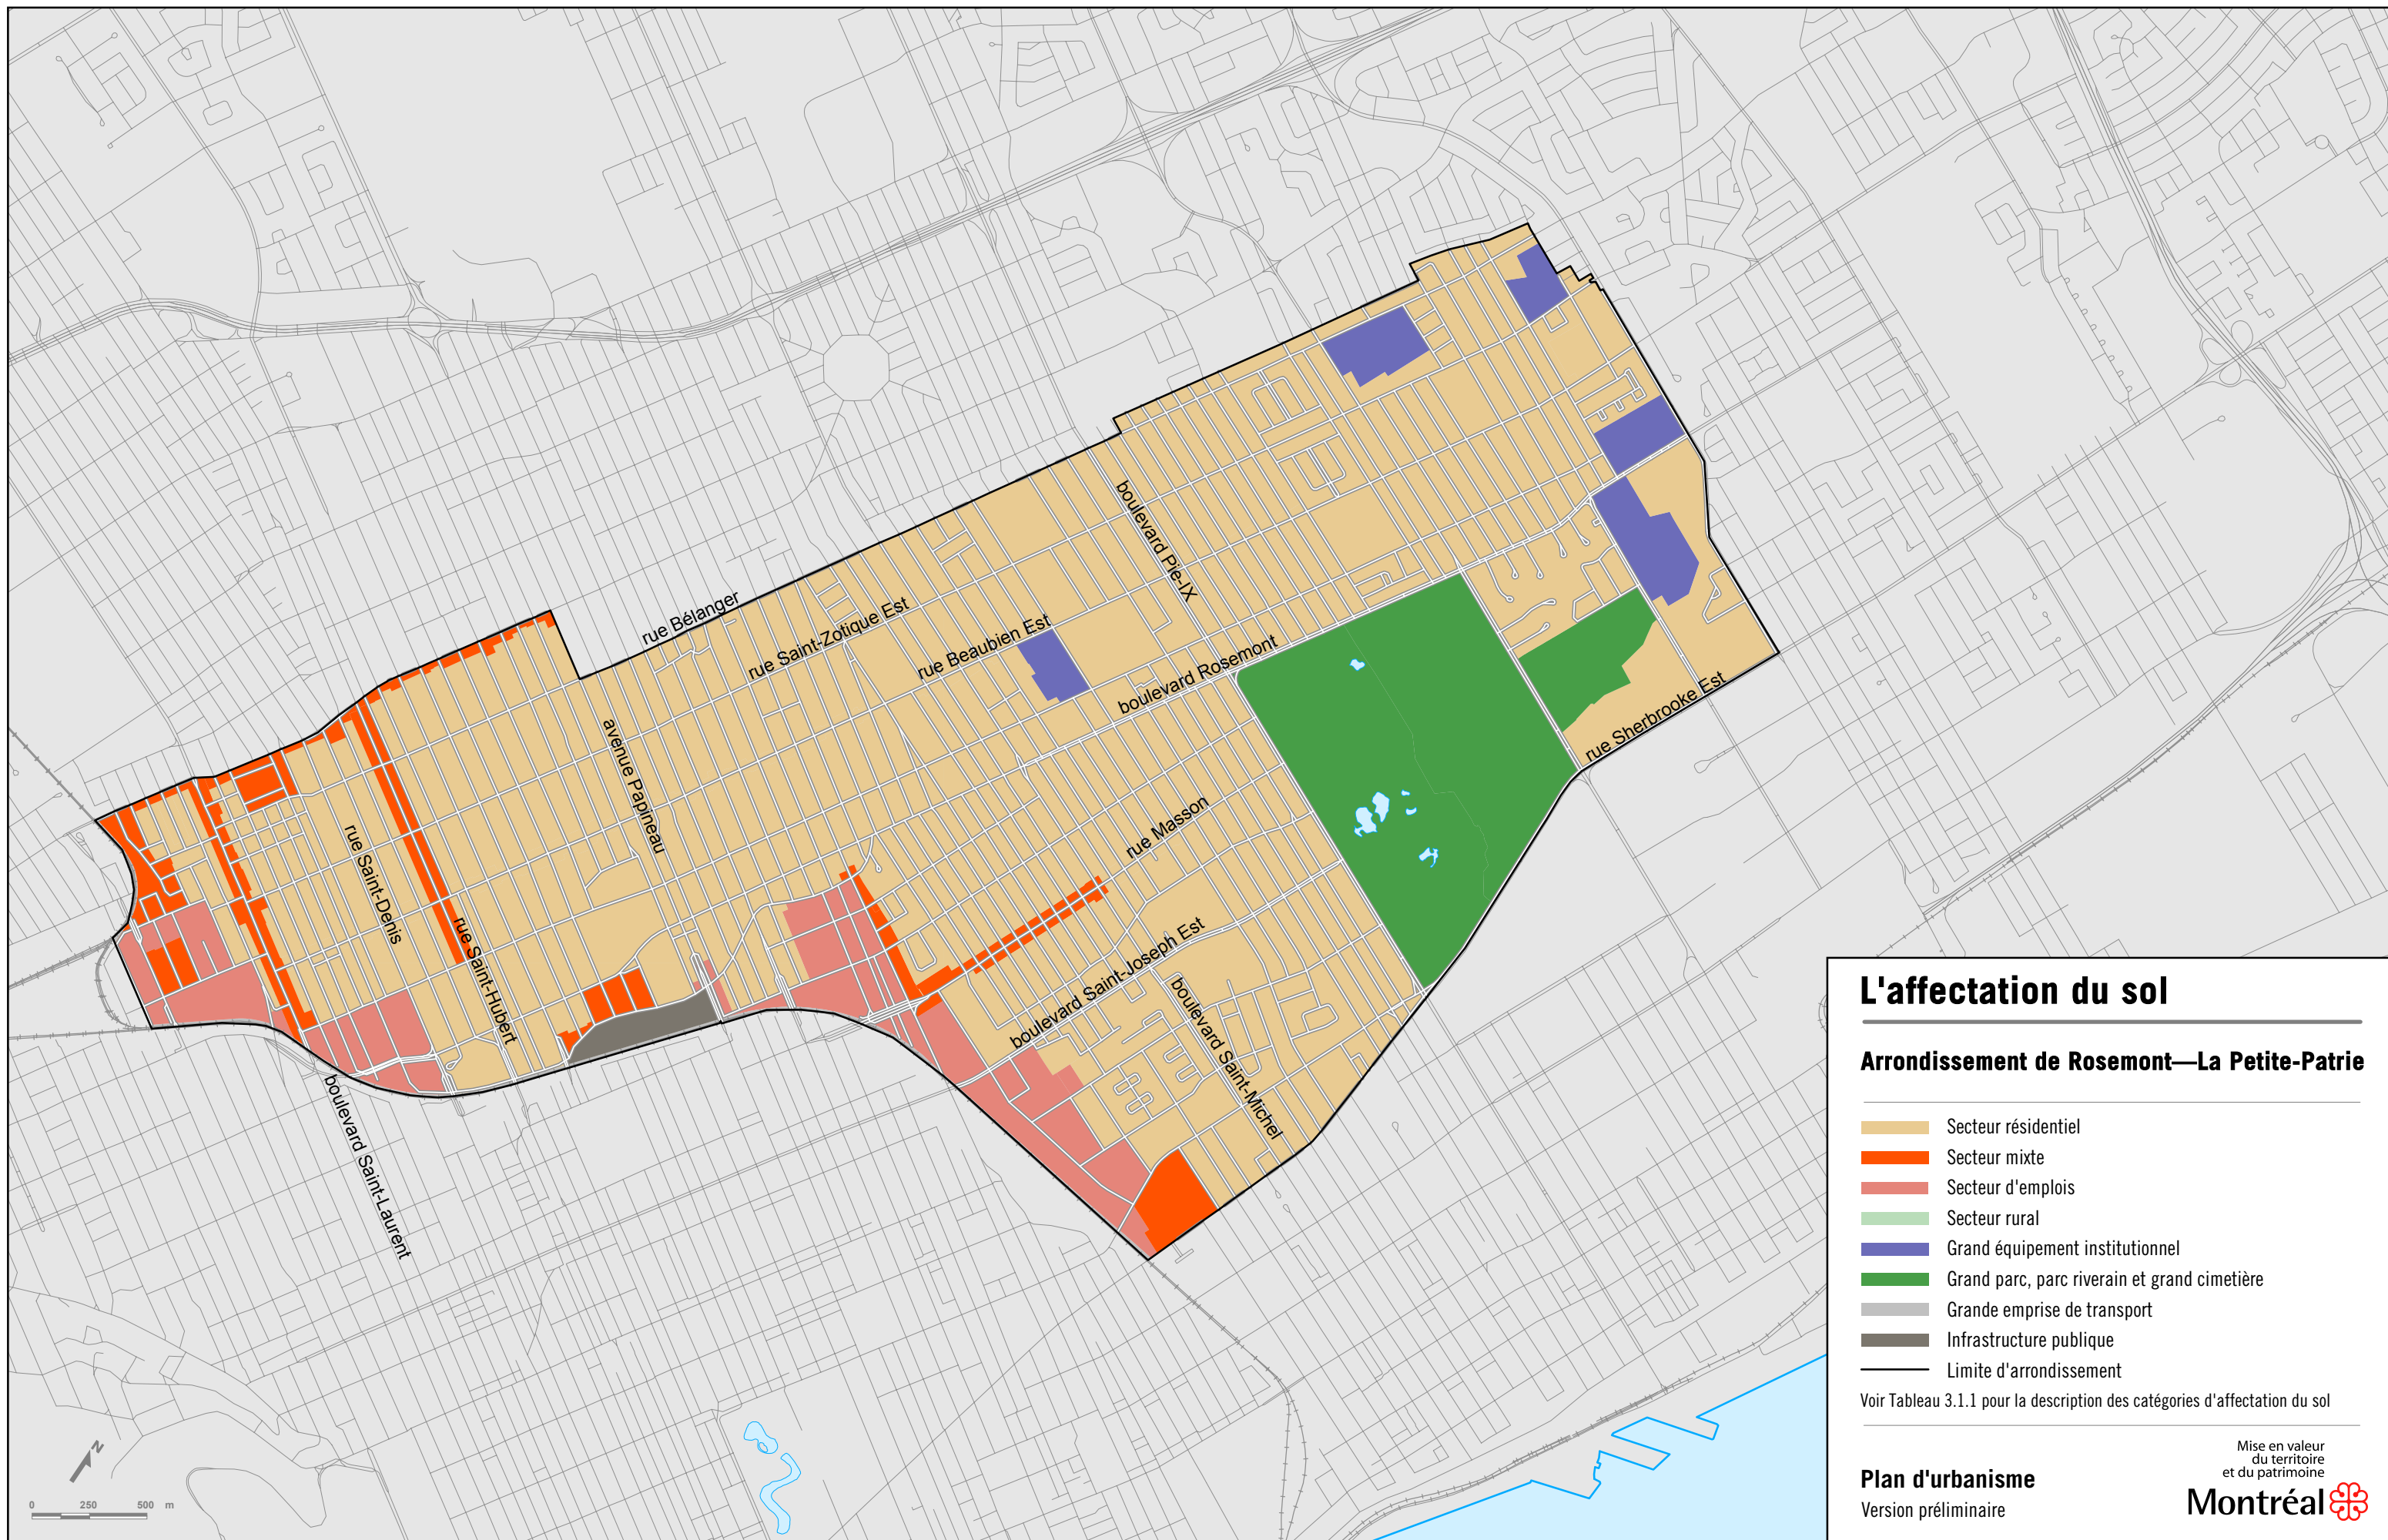 boulevard Pie-IX
rue Bélanger
rue Saint-Zotique Est
rue Beaubien Est
boulevard Rosemont
rue Sherbrooke Est
avenue Papineau
rue Masson
rue Saint-Denis
rue Saint-Hubert
boulevard Saint-Joseph Est
boulevard Saint-Michel
boulevard Saint-Laurent
N
0 250 500 m
L'affectation du sol
Arrondissement de Rosemont—La Petite-Patrie
Secteur résidentiel
Secteur mixte
Secteur d'emplois
Secteur rural
Grand équipement institutionnel
Grand parc, parc riverain et grand cimetière
Grande emprise de transport
Infrastructure publique
Limite d'arrondissement
Voir Tableau 3.1.1 pour la description des catégories d'affectation du sol
Plan d'urbanisme
Version préliminaire
Mise en valeur
du territoire
et du patrimoine
Montréal